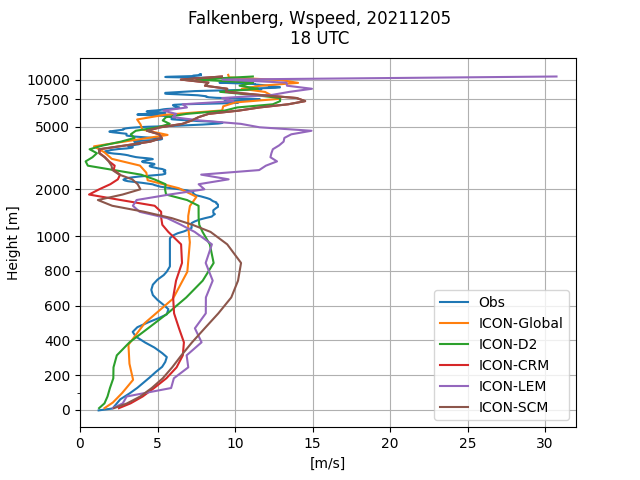 Falkenberg, Wspeed, 20211205
18 UTC
10000
7500
5000
2000
1000
800
600
400
200
0
Height [m]
0 5 10 15 20 25 30
[m/s]
Obs
ICON-Global
ICON-D2
ICON-CRM
ICON-LEM
ICON-SCM